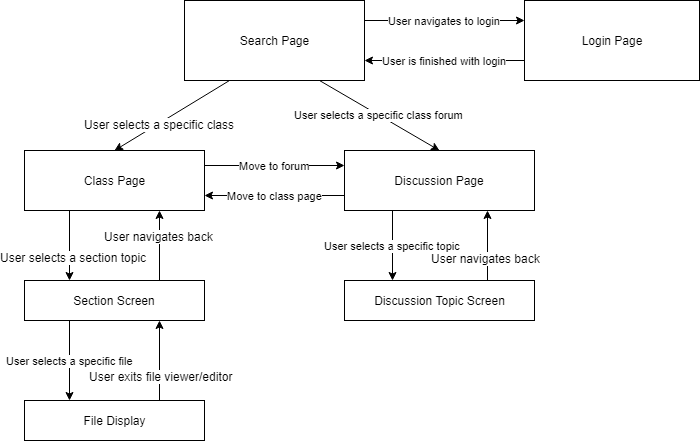 Search Page
User navigates to login
User is finished with login
Login Page
User selects a specific class
User selects a specific class forum
Class Page
Move to forum
Move to class page
Discussion Page
User navigates back
User selects a section topic
User selects a specific topic
User navigates back
Section Screen
Discussion Topic Screen
User selects a specific file
User exits file viewer/editor
File Display